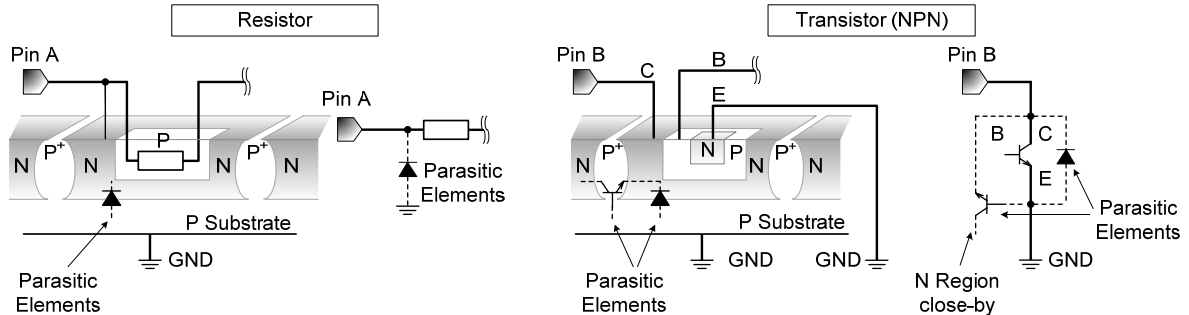 Resistor
Pin A
N
P+
N
P
N
P+
N
P Substrate
GND
Parasitic
Elements
Pin A
Parasitic
Elements
Transistor (NPN)
Pin B
C
B
E
N
P+
N
N
P
N
P+
N
P Substrate
GND
GND
Parasitic
Elements
Pin B
B
C
E
Parasitic
Elements
GND
N Region
close-by